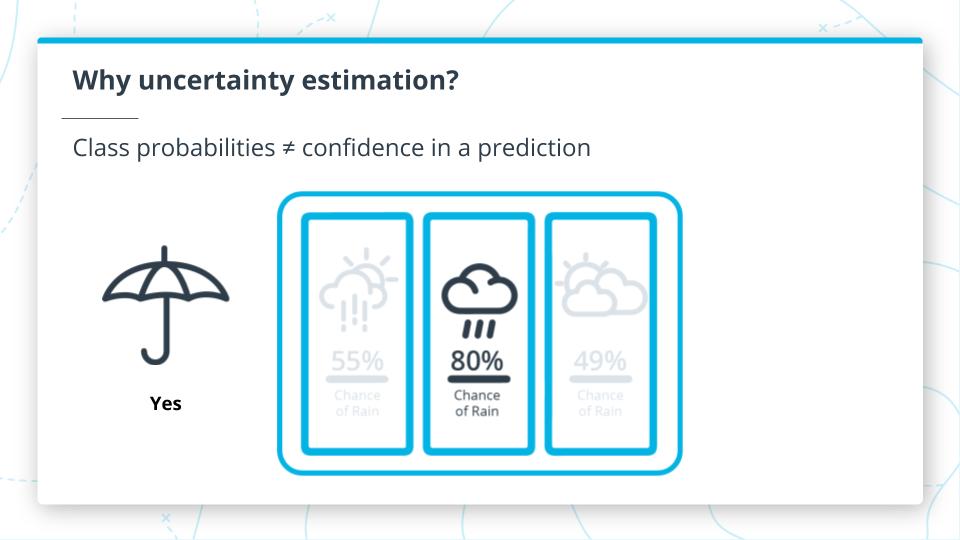 Why uncertainty estimation?
Class probabilities ≠ confidence in a prediction
Yes
55%
Chance
of Rain
80%
Chance
of Rain
49%
Chance
of Rain